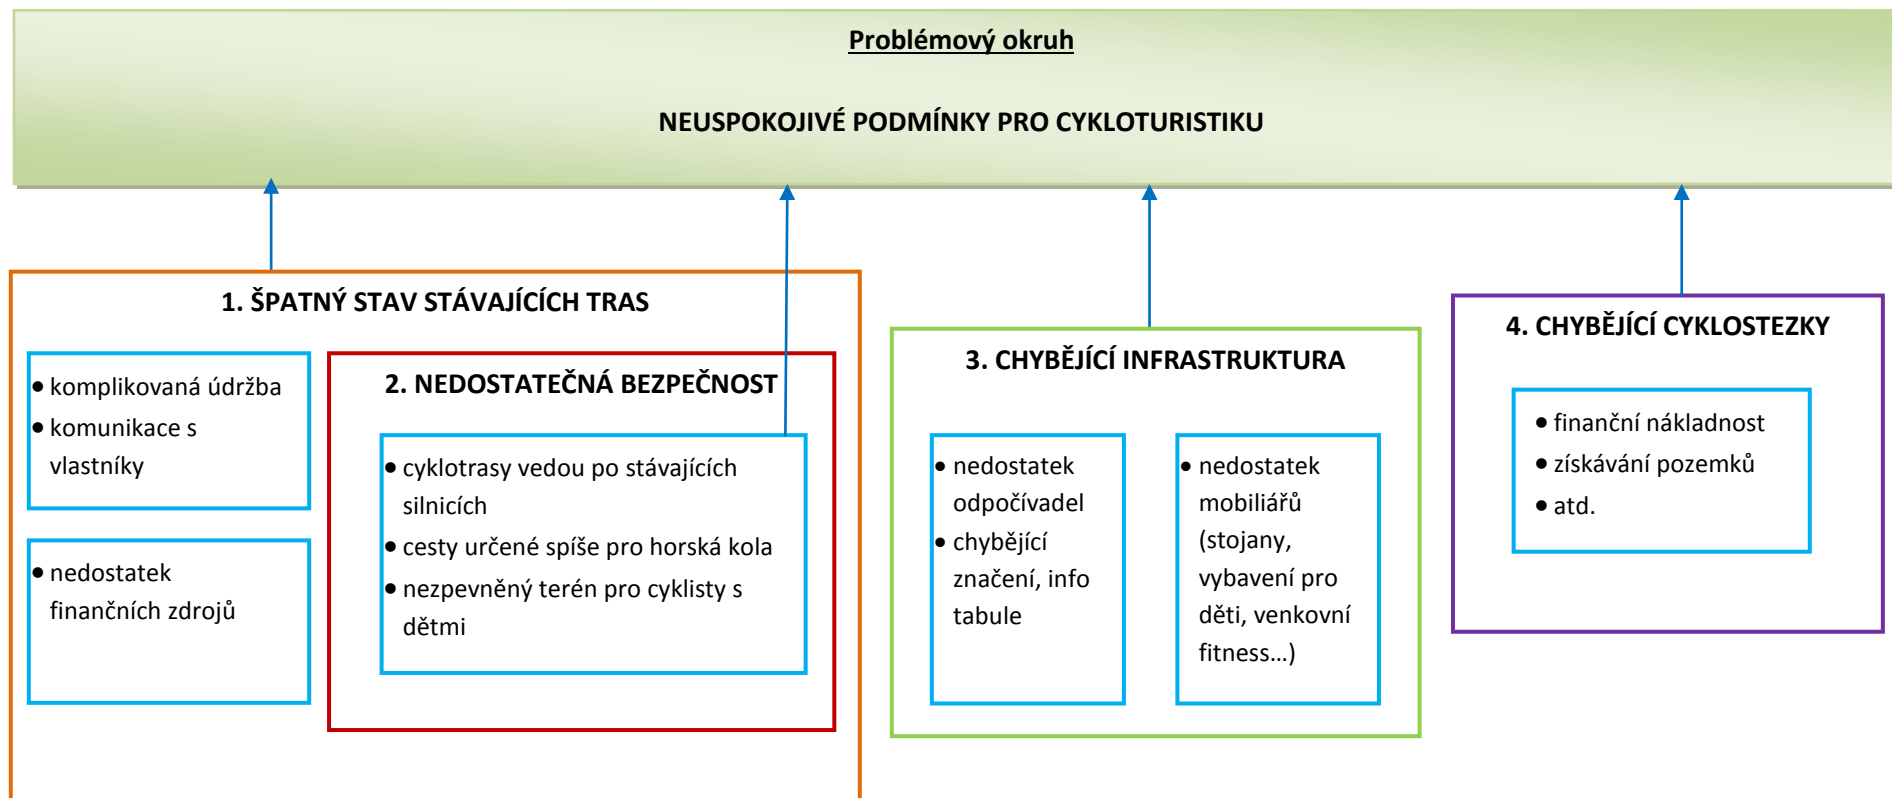 Problémový okruh
NEUSPOKOJIVÉ PODMÍNKY PRO CYKLOTURISTIKU
1. ŠPATNÝ STAV STÁVAJÍCÍCH TRAS
• komplikovaná údržba
• komunikace s
vlastníky
• nedostatek
finančních zdrojů
2. NEDOSTATEČNÁ BEZPEČNOST
• cyklotrasy vedou po stávajících
silnicích
• cesty určené spíše pro horská kola
• nezpevněný terén pro cyklisty s
dětmi
3. CHYBĚJÍCÍ INFRASTRUKTURA
• nedostatek
odpočívadel
• chybějící
značení, info
tabule
• nedostatek
mobiliářů
(stojany,
vybavení pro
děti, venkovní
fitness…)
4. CHYBĚJÍCÍ CYKLOSTEZKY
• finanční nákladnost
• získávání pozemků
• atd.